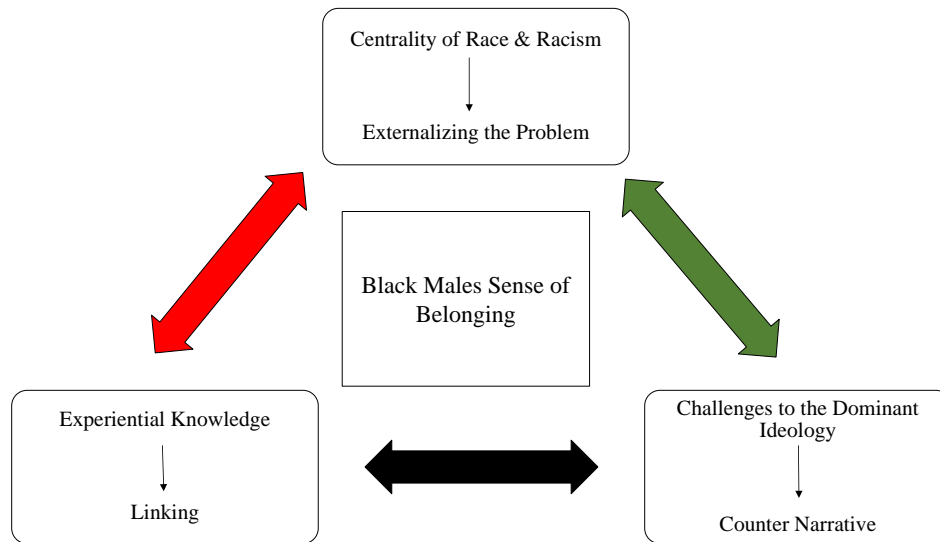 Centrality of Race & Racism
Externalizing the Problem
Black Males Sense of
Belonging
Experiential Knowledge
Linking
Challenges to the Dominant
Ideology
Counter Narrative